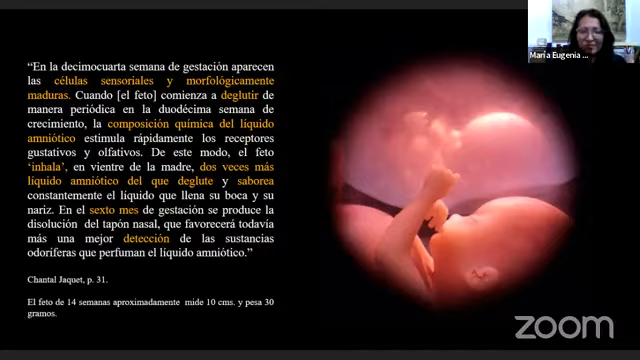 Maria Eugenia ...
“En la decimocuarta semana de gestación aparecen
las células sensoriales y morfológicamente
maduras. Cuando [el feto] comienza a deglutir de
manera periódica en la duodécima semana de
crecimiento, la composición química del líquido
amniótico estimula rápidamente los receptores
gustativos y olfativos. De este modo, el feto
‘inhala’, en vientre de la madre, dos veces más
líquido amniótico del que deglute y saborea
constantemente el líquido que llena su boca y su
nariz. En el sexto mes de gestación se produce la
disolución del tapón nasal, que favorecerá todavía
más una mejor detección de las sustancias
odoríferas que perfuman el líquido amniótico.”
Chantal Jaquet, p. 31.
El feto de 14 semanas aproximadamente mide 10 cms. y pesa 30
gramos.
zoom